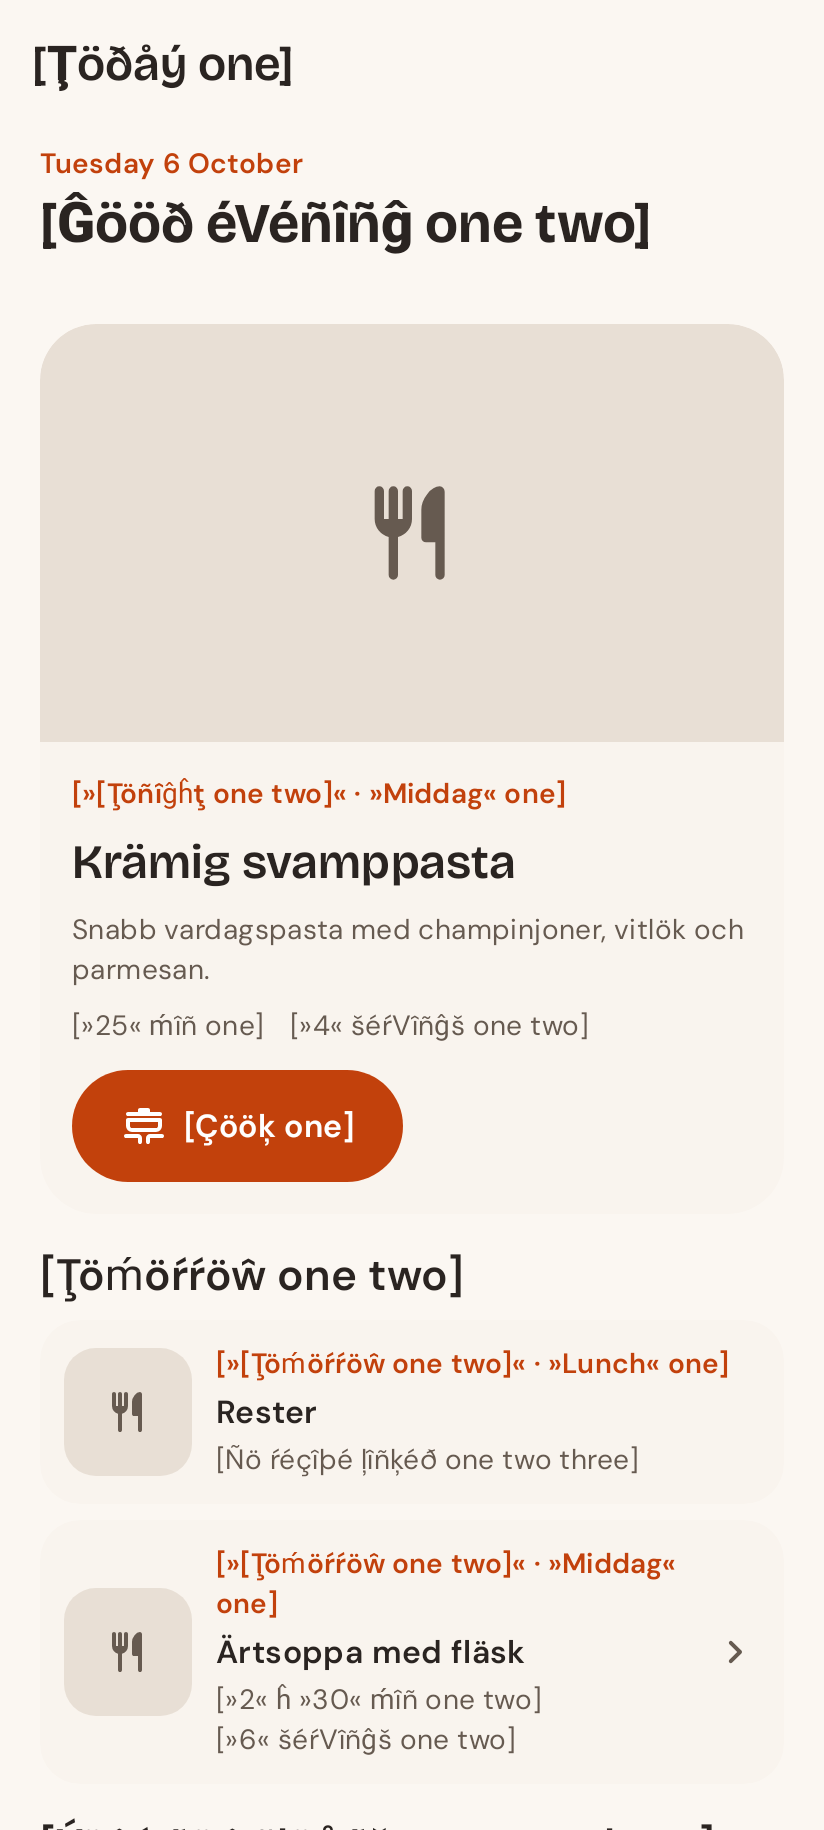 [Ţöðåý one]
Tuesday 6 October
[Ĝööð éVéñîñĝ one two]
[»[Ţöñîĝĥţ one two]« · »Middag« one]
Krämig svamppasta
Snabb vardagspasta med champinjoner, vitlök och
parmesan.
[»25« ḿîñ one] [»4« šéŕVîñĝš one two]
[Çööķ one]
[Ţöḿöŕŕöŵ one two]
[»[Ţöḿöŕŕöŵ one two]« · »Lunch« one]
Rester
[Ñö ŕéçîþé ļîñķéð one two three]
[»[Ţöḿöŕŕöŵ one two]« · »Middag«
one]
Ärtsoppa med fläsk
[»2« ĥ »30« ḿîñ one two]
[»6« šéŕVîñĝš one two]